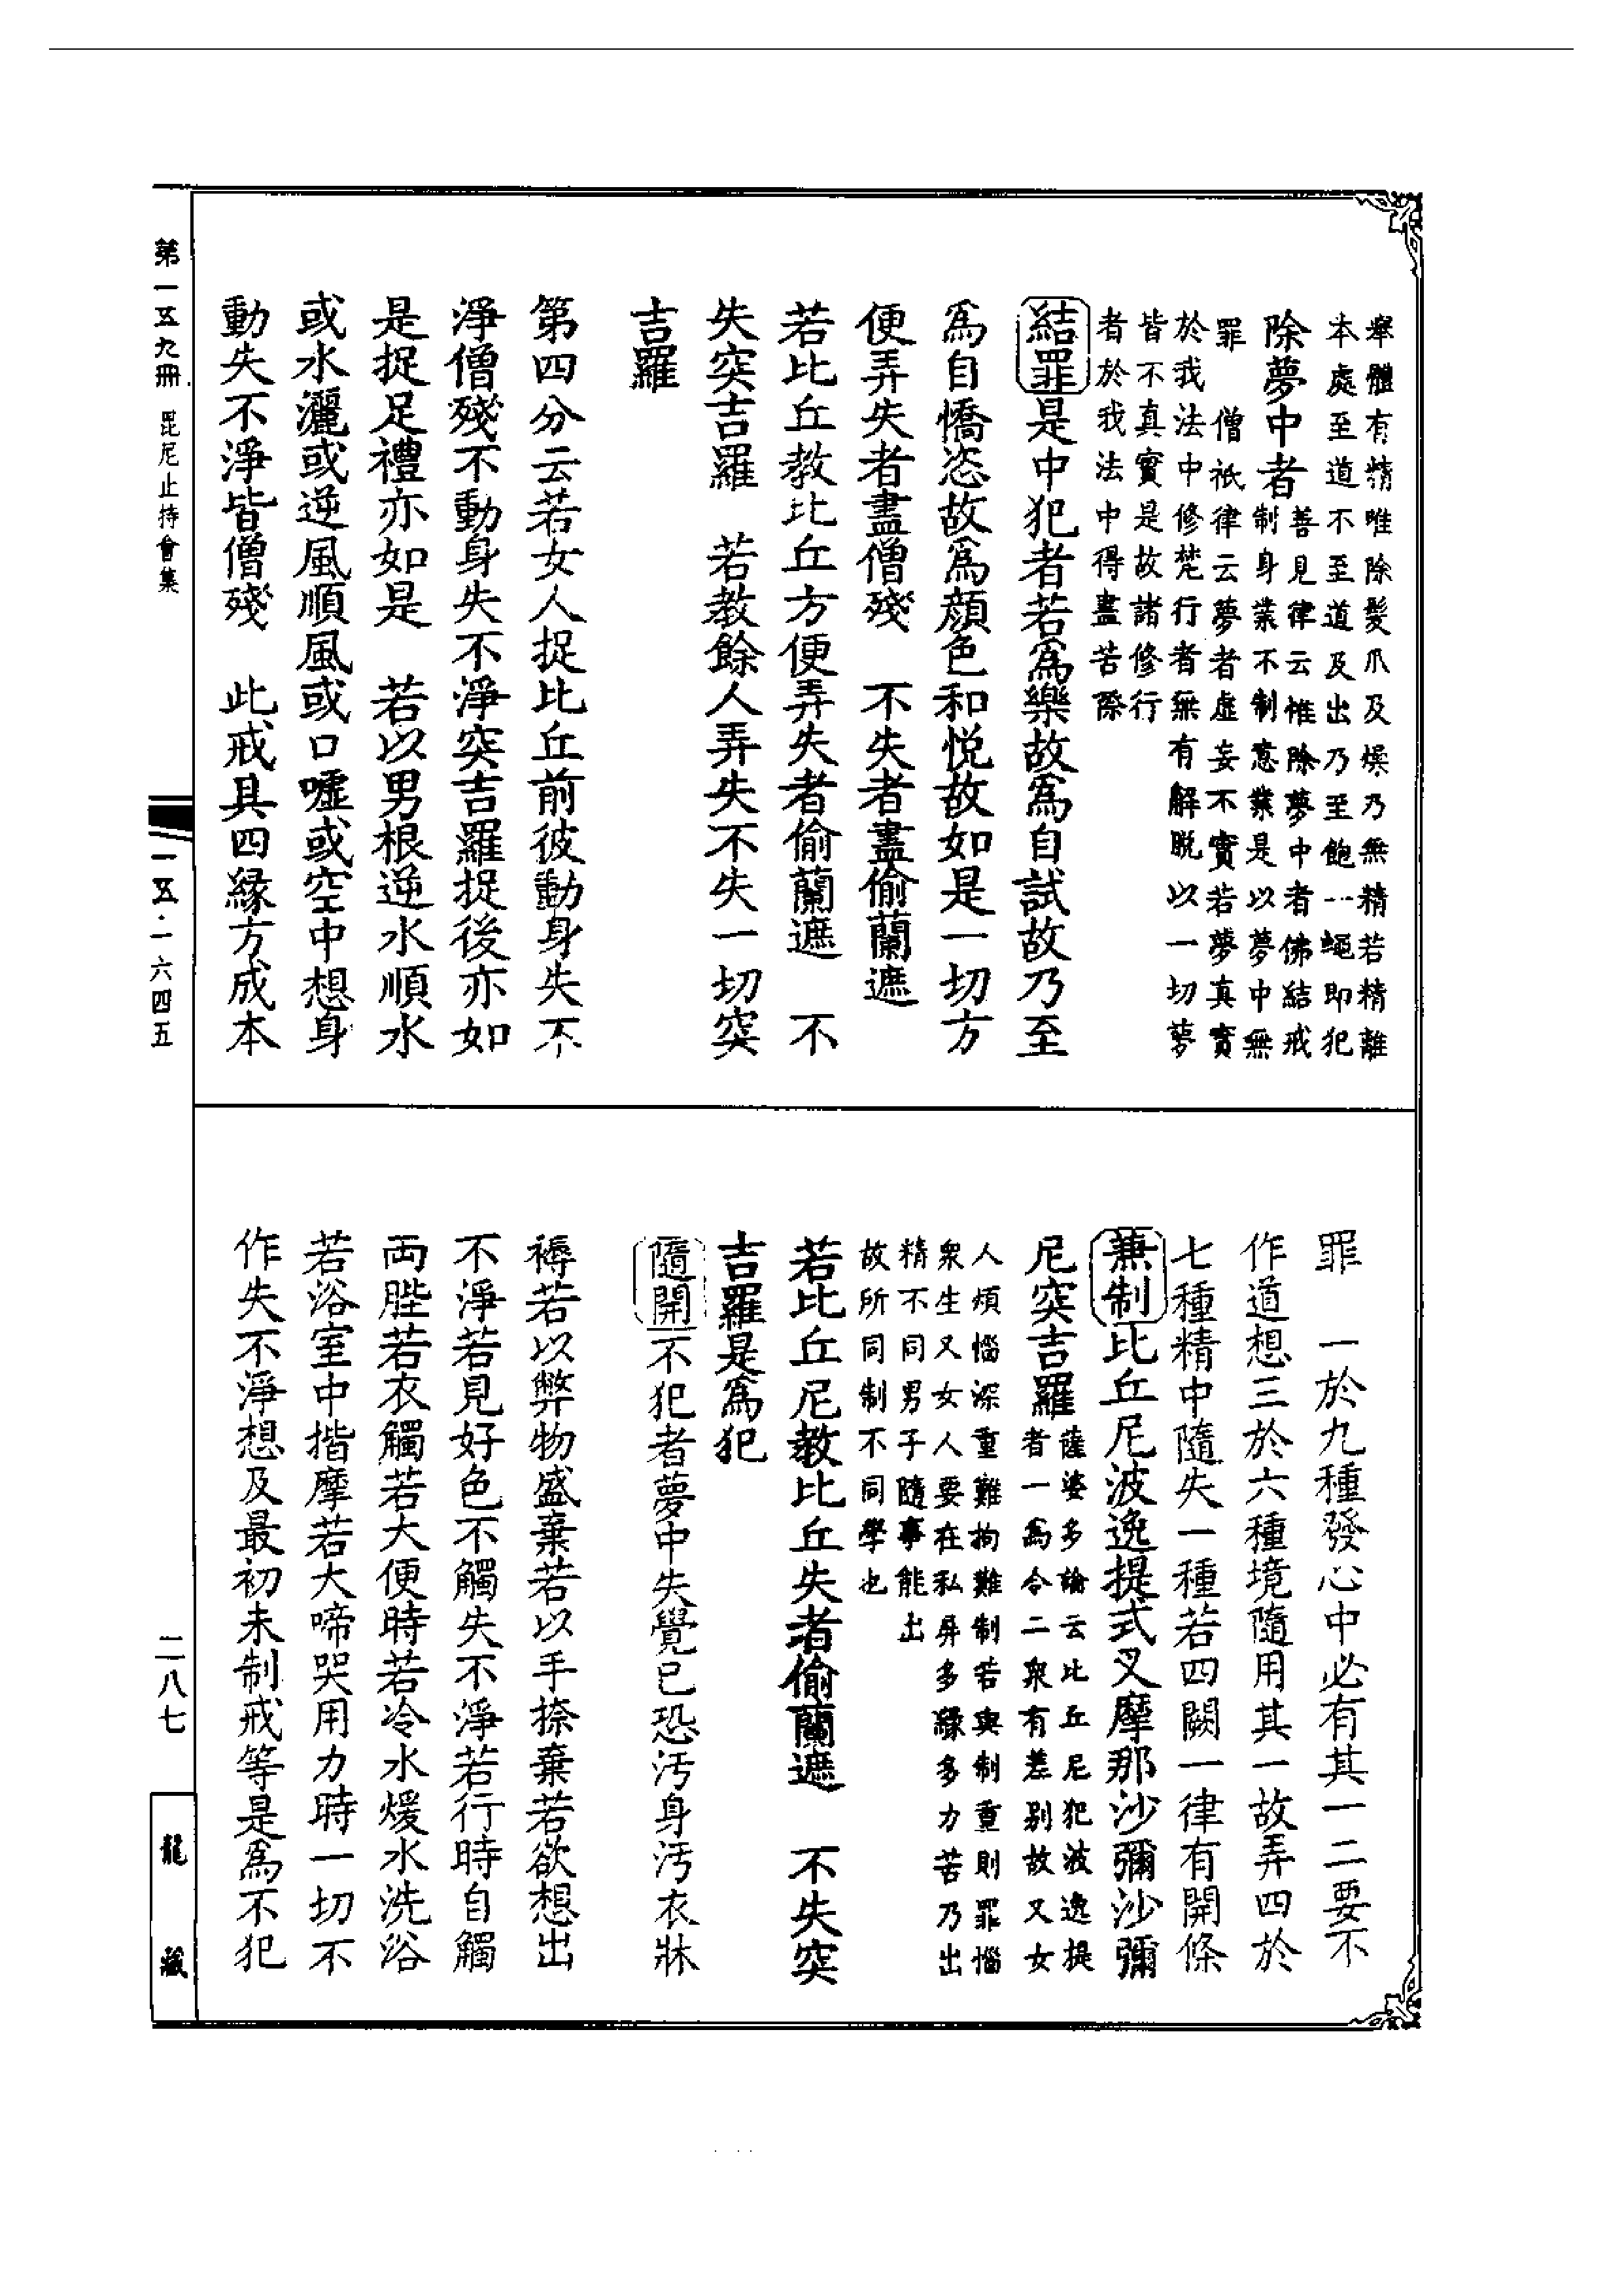 舉體有精唯除髮爪及燥乃無精若精離
本處至道不至道及出乃至飽一蠅即犯
除夢中者
善見律云惟除夢中者佛結戒
制身業不制意業是以夢中無
罪　僧祇律云夢者虛妄不實若夢真實
於我法中修梵行者無有解脫以一切夢
皆不真實是故諸修行
者於我法中得盡苦際
結罪是中犯者若為樂故為自試故乃至
為自憍恣故為顏色和悅故如是一切方
便弄失者盡僧殘　不失者盡偷蘭遮
若比丘教比丘方便弄失者偷蘭遮　不
失突吉羅　若教餘人弄失不失一切突
吉羅
第四分云若女人捉比丘前彼動身失不
淨僧殘不動身失不淨突吉羅捉後亦如
是捉足禮亦如是　若以男根逆水順水
或水灑或逆風順風或口噓或空中想身
動失不淨皆僧殘　此戒具四緣方成本
罪　一於九種發心中必有其一二要不
作道想三於六種境隨用其一故弄四於
七種精中隨失一種若四闕一律有開條
兼制比丘尼波逸提式叉摩那沙彌沙彌
尼突吉羅
薩婆多論云比丘尼犯波逸提
者一為令二眾有差別故又女
人煩惱深重難拘難制若與制重則罪惱
眾生又女人要在私屏多緣多力苦乃出
精不同男子隨事能出
故所同制不同學也
若比丘尼教比丘失者偷蘭遮　不失突
吉羅是為犯
隨開不犯者夢中失覺已恐汚身汚衣牀
褥若以弊物盛棄若以手捺棄若欲想出
不淨若見好色不觸失不淨若行時自觸
両䏶若衣觸若大便時若冷水煖水洗浴
若浴室中揩摩若大啼哭用力時一切不
作失不淨想及最初未制戒等是為不犯
第一五九冊　毘尼止持會集
一五·一六四五
二八七
龍藏